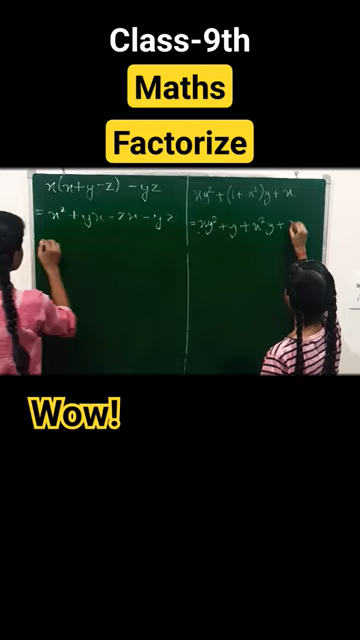 Class-9th
Maths
Factorize
x(x+y-z) -yz
= x² + yx - zx - yz
xy² + (1+x²)y + x
= xy² + y + x²y +
Wow!